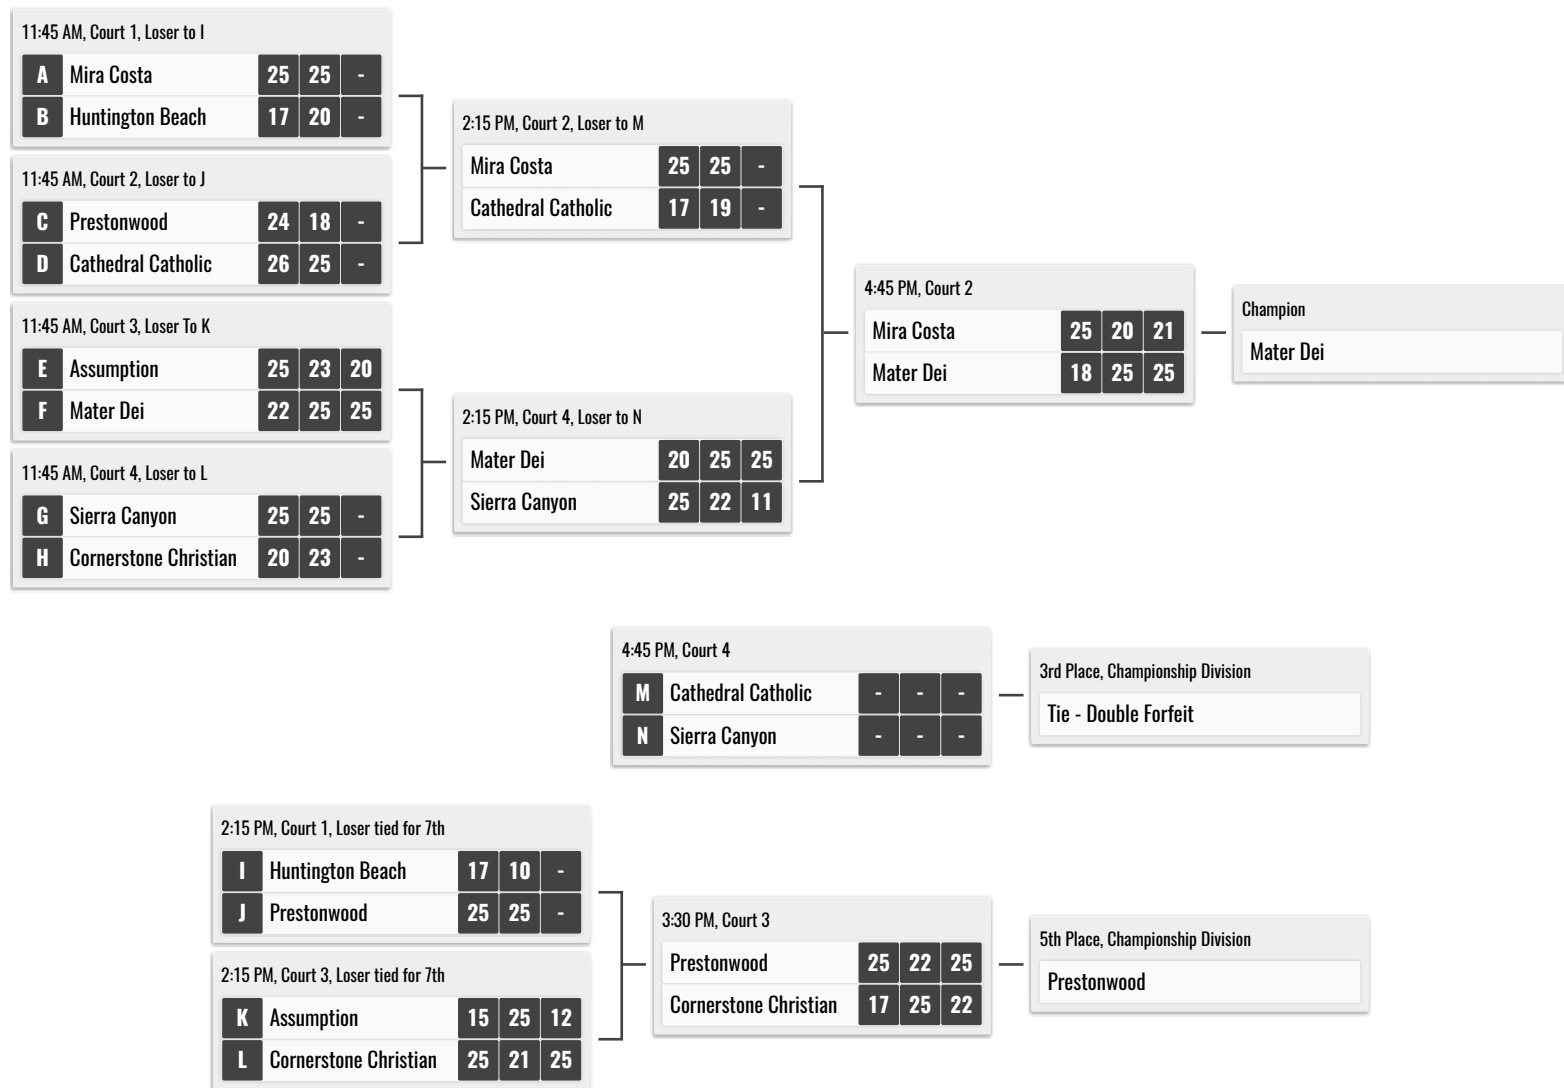 11:45 AM, Court 1, Loser to I
A Mira Costa 25 25 -
B Huntington Beach 17 20 -
11:45 AM, Court 2, Loser to J
C Prestonwood 24 18 -
D Cathedral Catholic 26 25 -
11:45 AM, Court 3, Loser To K
E Assumption 25 23 20
F Mater Dei 22 25 25
11:45 AM, Court 4, Loser to L
G Sierra Canyon 25 25 -
H Cornerstone Christian 20 23 -
2:15 PM, Court 2, Loser to M
Mira Costa 25 25 -
Cathedral Catholic 17 19 -
2:15 PM, Court 4, Loser to N
Mater Dei 20 25 25
Sierra Canyon 25 22 11
4:45 PM, Court 2
Mira Costa 25 20 21
Mater Dei 18 25 25
Champion
Mater Dei
4:45 PM, Court 4
M Cathedral Catholic - - -
N Sierra Canyon - - -
3rd Place, Championship Division
Tie - Double Forfeit
2:15 PM, Court 1, Loser tied for 7th
I Huntington Beach 17 10 -
J Prestonwood 25 25 -
2:15 PM, Court 3, Loser tied for 7th
K Assumption 15 25 12
L Cornerstone Christian 25 21 25
3:30 PM, Court 3
Prestonwood 25 22 25
Cornerstone Christian 17 25 22
5th Place, Championship Division
Prestonwood